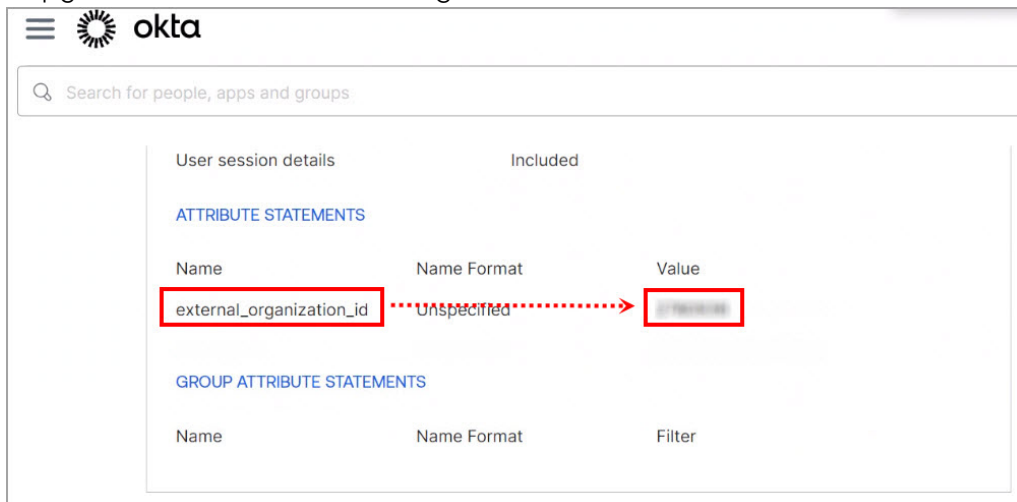 okta
Search for people, apps and groups
User session details Included
ATTRIBUTE STATEMENTS
Name Name Format Value
external_organization_id Unspecified
GROUP ATTRIBUTE STATEMENTS
Name Name Format Filter